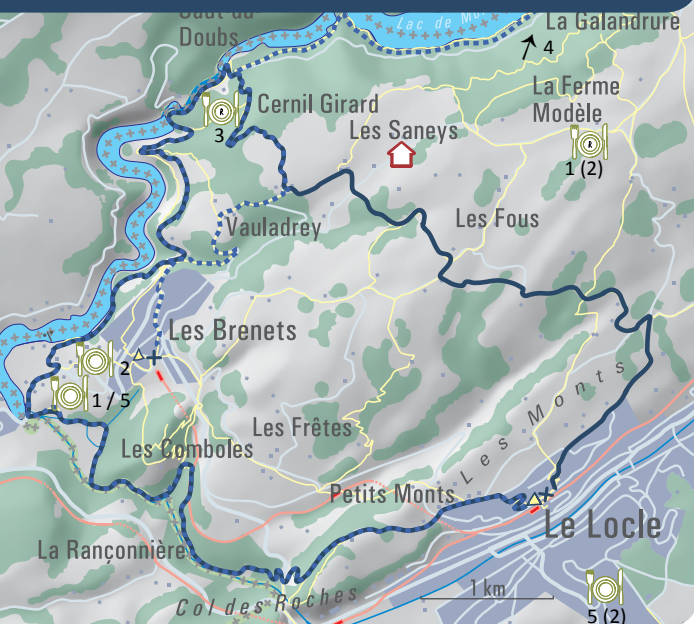 Doubs
Lac de Mo
La Galandrure
4
La Ferme
Modèle
Cernil Girard
3
Les Saneys
1 (2)
Vauladrey
Les Fous
Les Brenets
2
1 / 5
Les Monts
Les Frêtes
Les Comboles
Petits Monts
Le Locle
La Rançonnière
Col des Roches
1 km
5 (2)